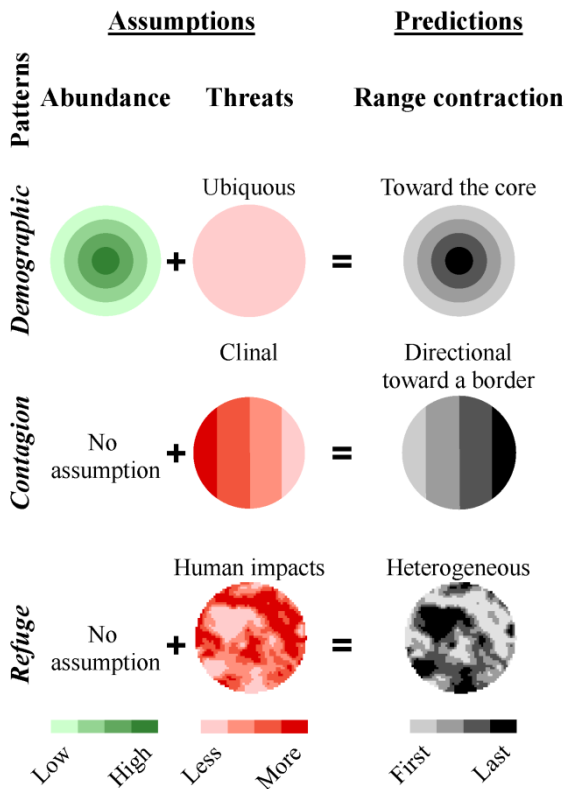 Assumptions Predictions
Patterns Abundance Threats Range contraction
Ubiquous Toward the core
Demographic + =
Clinal Directional
toward a border
Contagion No
assumption + =
Human impacts Heterogeneous
Refuge No
assumption + =
Low High Less More First Last